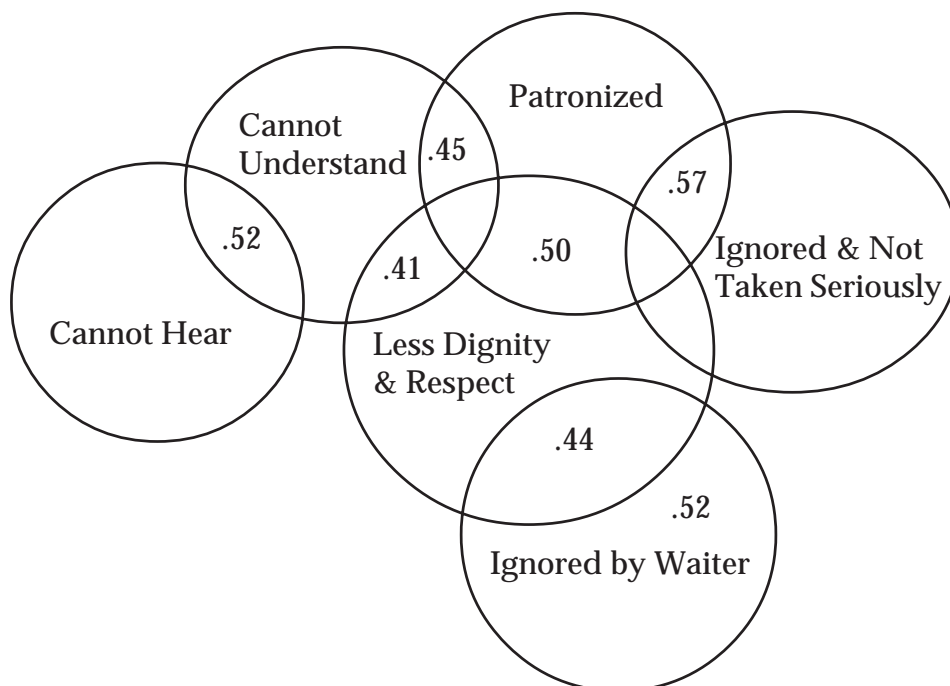 Patronized
Cannot
Understand
.45
.57
.52
.41
.50
Ignored & Not
Taken Seriously
Cannot Hear
Less Dignity
& Respect
.44
.52
Ignored by Waiter